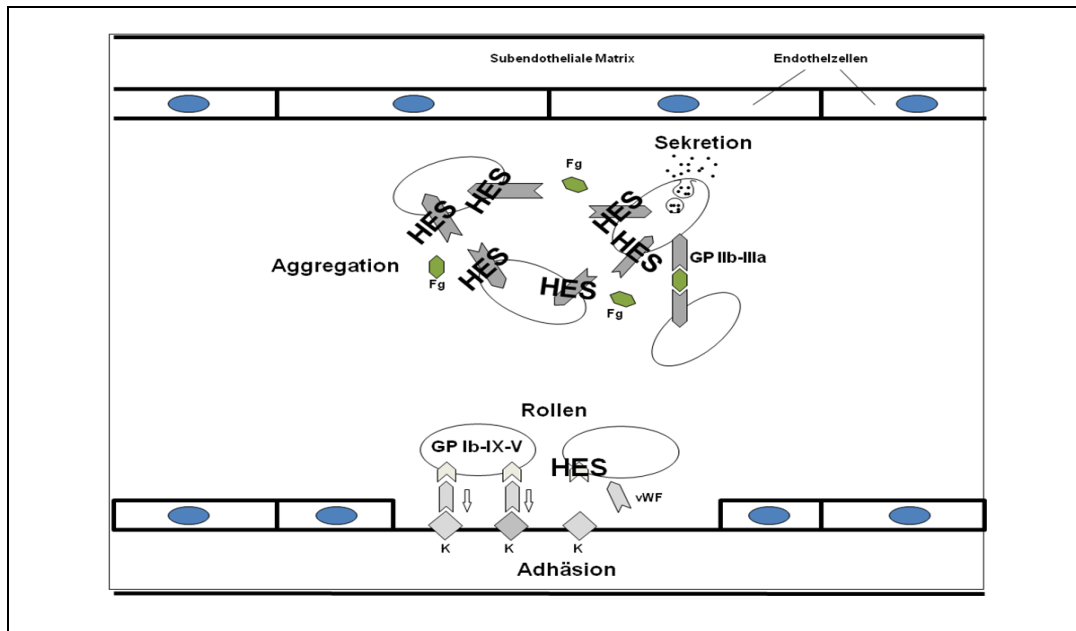 Subendotheliale Matrix
Endothelzellen
Sekretion
Fg
HES
HES
HES
HES
GP IIb-IIIa
Aggregation
HES
HES
Fg
Fg
Rollen
GP Ib-IX-V
HES
vWF
K
K
K
Adhäsion